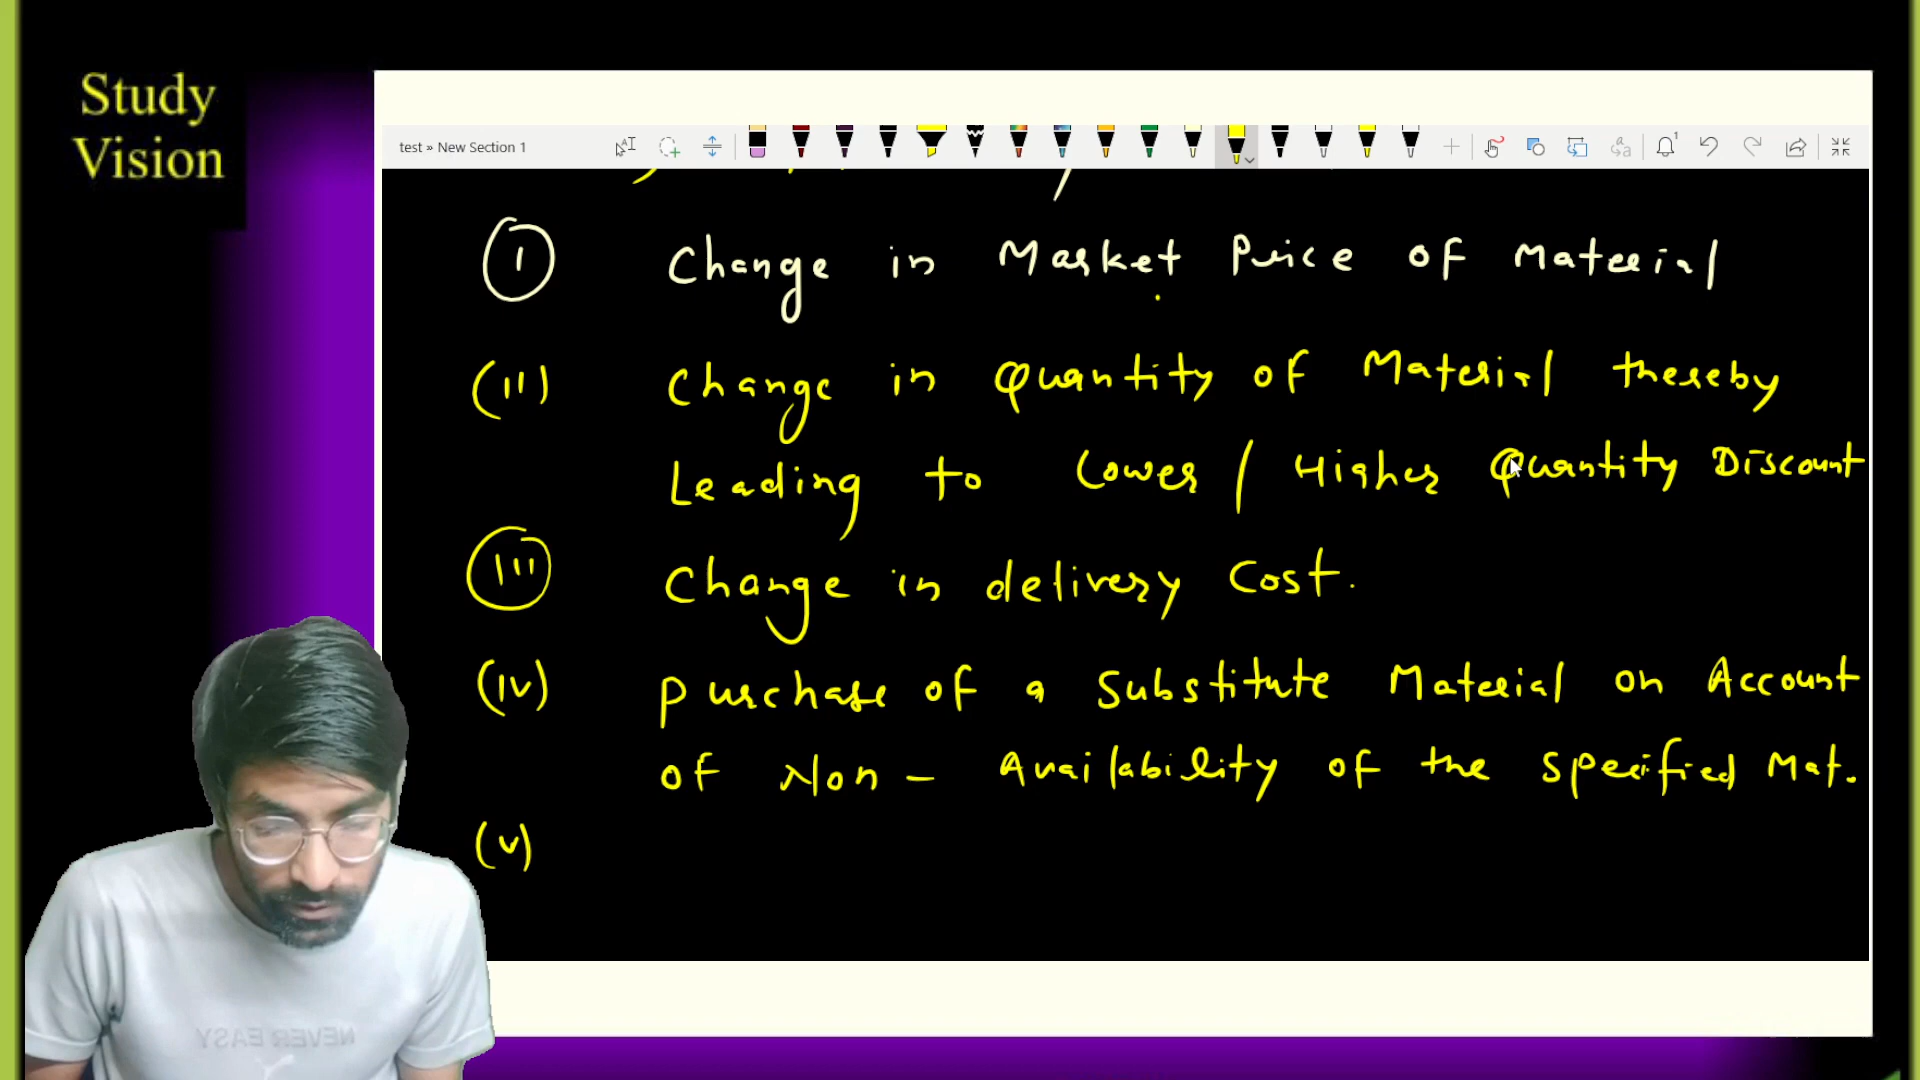 Study
Vision
test » New Section 1
(I) Change in Market Price of Material
(II) Change in Quantity of Material thereby
Leading to Lower / Higher Quantity Discount
(III) Change in delivery Cost.
(IV) Purchase of a Substitute Material on Account
of Non - Availability of the Specified Mat.
(V)
NEVER EASY